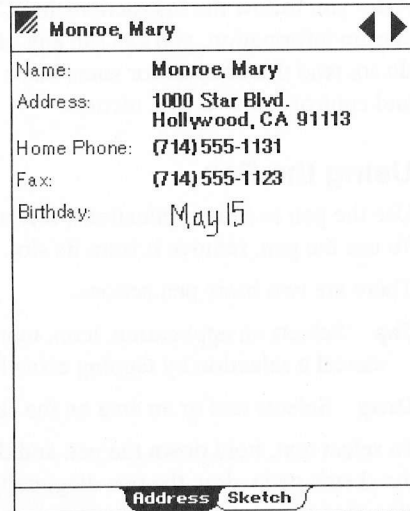 Monroe, Mary
Name: Monroe, Mary
Address: 1000 Star Blvd.
Hollywood, CA 91113
Home Phone: (714) 555-1131
Fax: (714) 555-1123
Birthday: May 15
Address Sketch